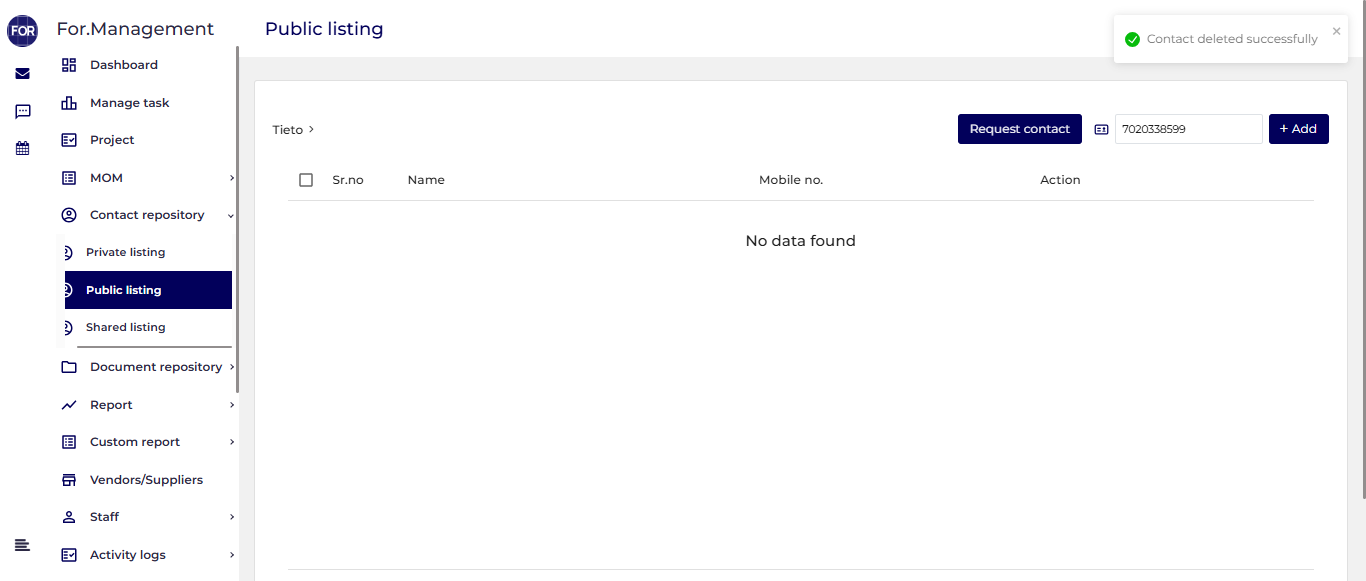 FOR
For.Management
Public listing
Contact deleted successfully
Dashboard
Manage task
Project
MOM
Contact repository
Private listing
Public listing
Shared listing
Document repository
Report
Custom report
Vendors/Suppliers
Staff
Activity logs
Tieto
Request contact
7020338599
+ Add
Sr.no Name Mobile no. Action
No data found